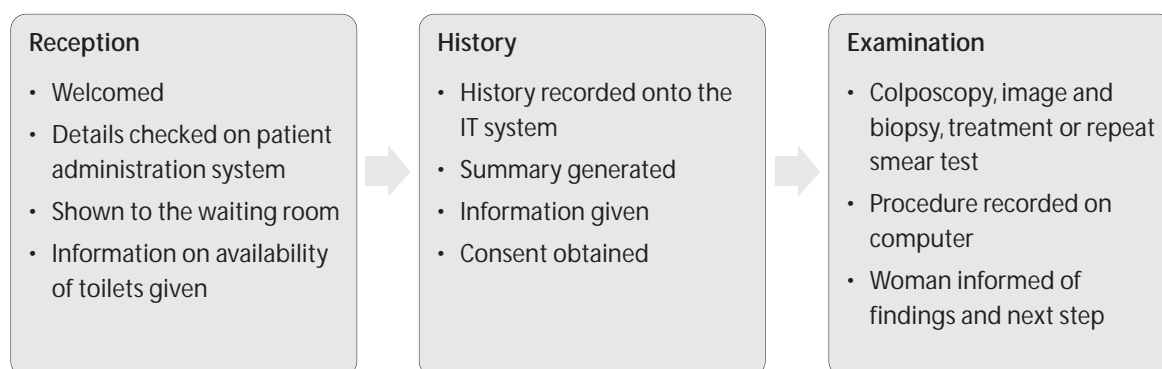 Reception
• Welcomed
• Details checked on patient
administration system
• Shown to the waiting room
• Information on availability
of toilets given
History
• History recorded onto the
IT system
• Summary generated
• Information given
• Consent obtained
Examination
• Colposcopy, image and
biopsy, treatment or repeat
smear test
• Procedure recorded on
computer
• Woman informed of
findings and next step